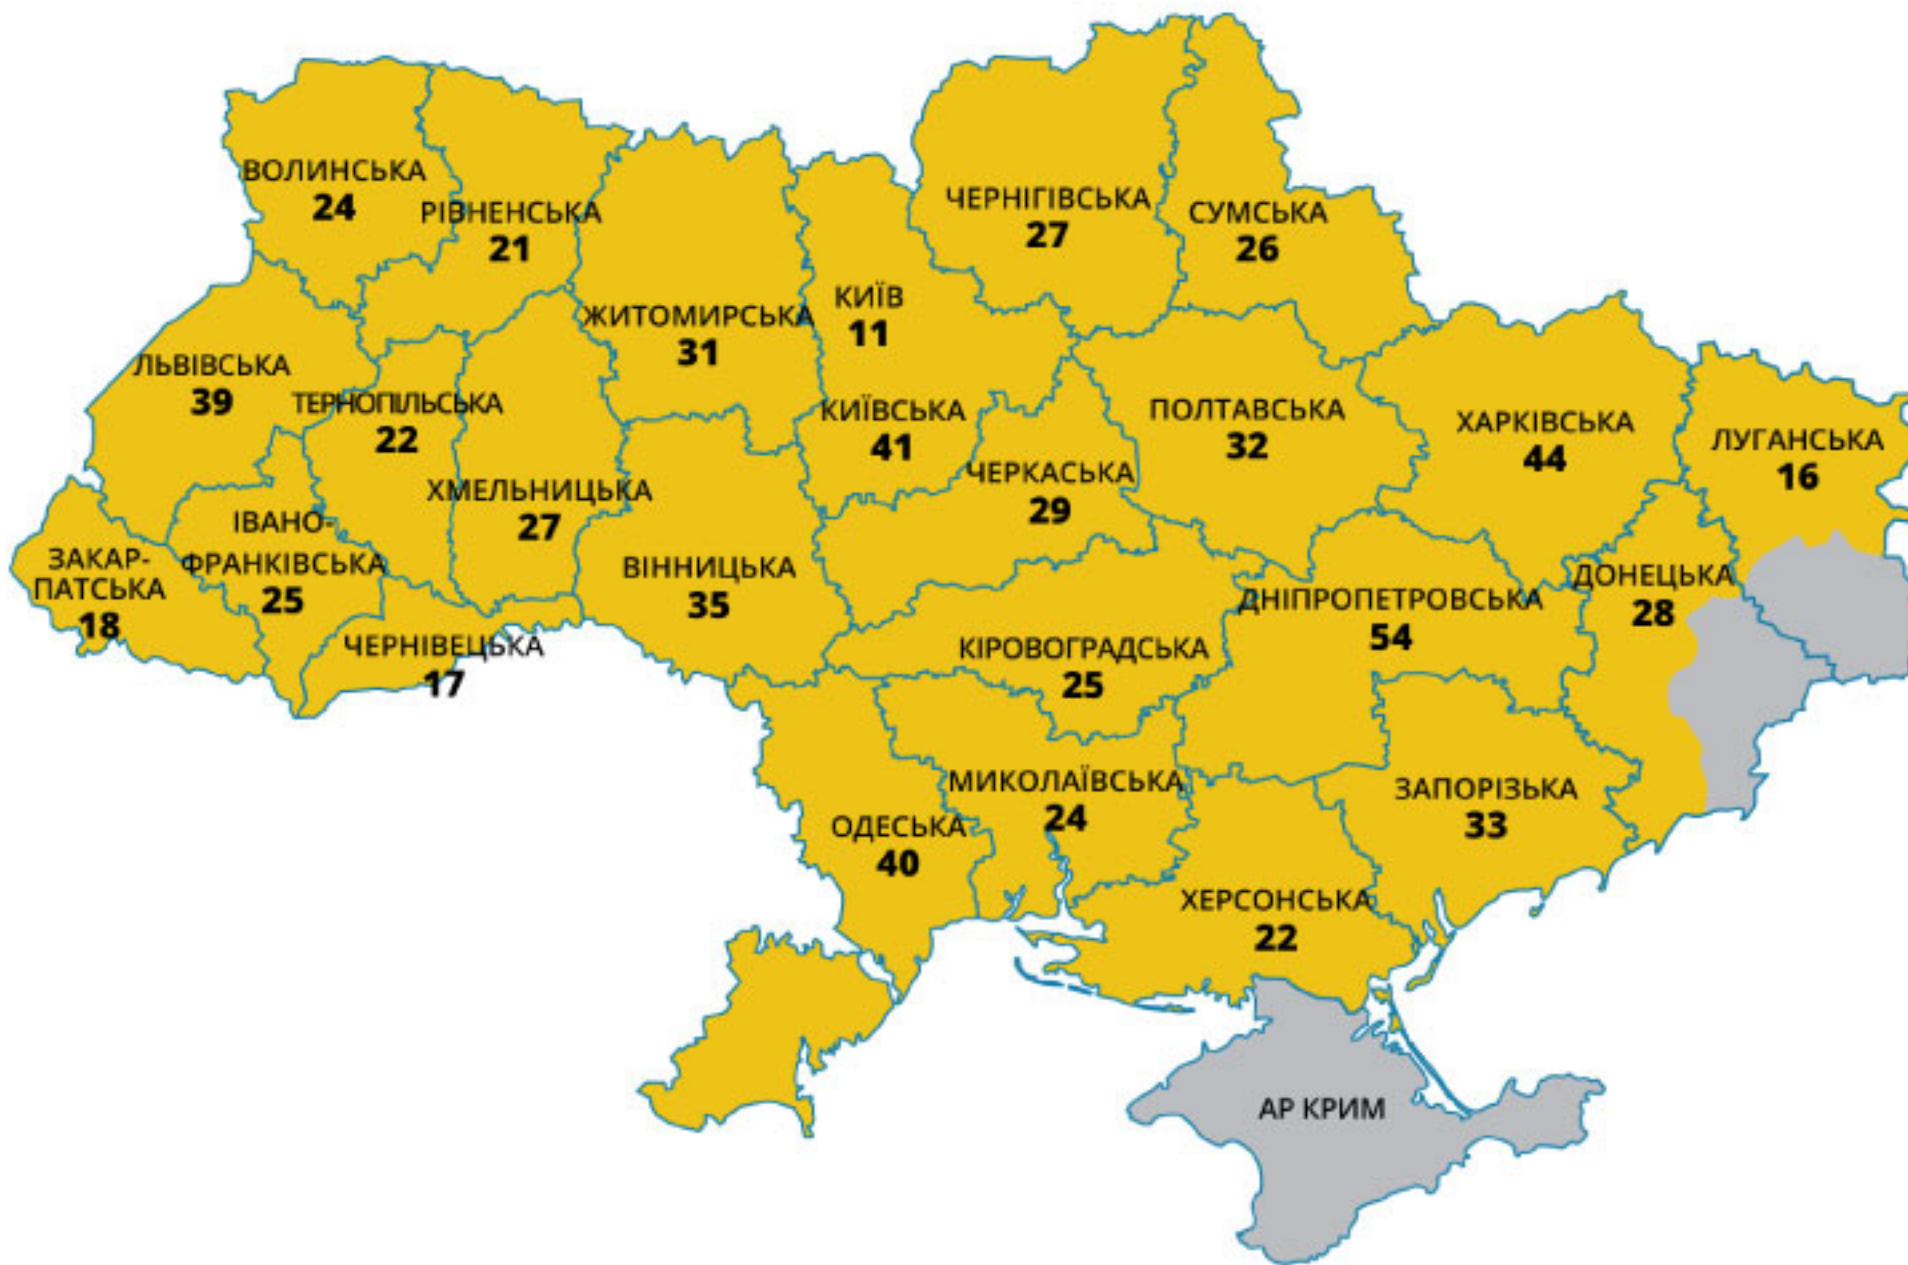 ВОЛИНСЬКА
24
РІВНЕНСЬКА
21
ЖИТОМИРСЬКА
31
КИЇВ
11
ЧЕРНІГІВСЬКА
27
СУМСЬКА
26
ЛЬВІВСЬКА
39
ТЕРНОПІЛЬСЬКА
22
ХМЕЛЬНИЦЬКА
27
КИЇВСЬКА
41
ЧЕРКАСЬКА
29
ПОЛТАВСЬКА
32
ХАРКІВСЬКА
44
ЛУГАНСЬКА
16
ЗАКАР-
ПАТСЬКА
18
ІВАНО-
ФРАНКІВСЬКА
25
ЧЕРНІВЕЦЬКА
17
ВІННИЦЬКА
35
КІРОВОГРАДСЬКА
25
ДНІПРОПЕТРОВСЬКА
54
ДОНЕЦЬКА
28
ОДЕСЬКА
40
МИКОЛАЇВСЬКА
24
ЗАПОРІЗЬКА
33
ХЕРСОНСЬКА
22
АР КРИМ